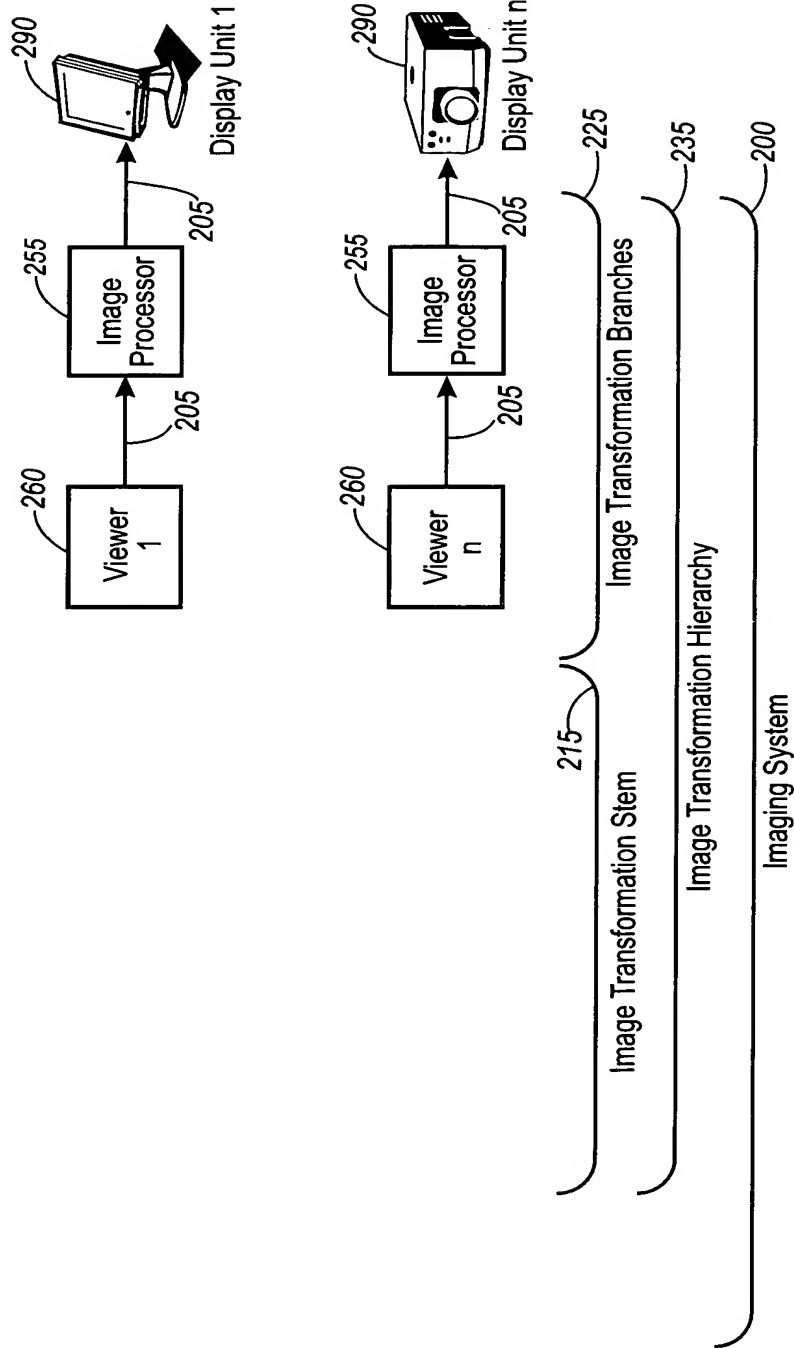 260
Viewer
1
205
255
Image
Processor
205
290
Display Unit 1
260
Viewer
n
205
255
Image
Processor
205
290
Display Unit n
215
225
Image Transformation Stem
Image Transformation Branches
235
Image Transformation Hierarchy
200
Imaging System